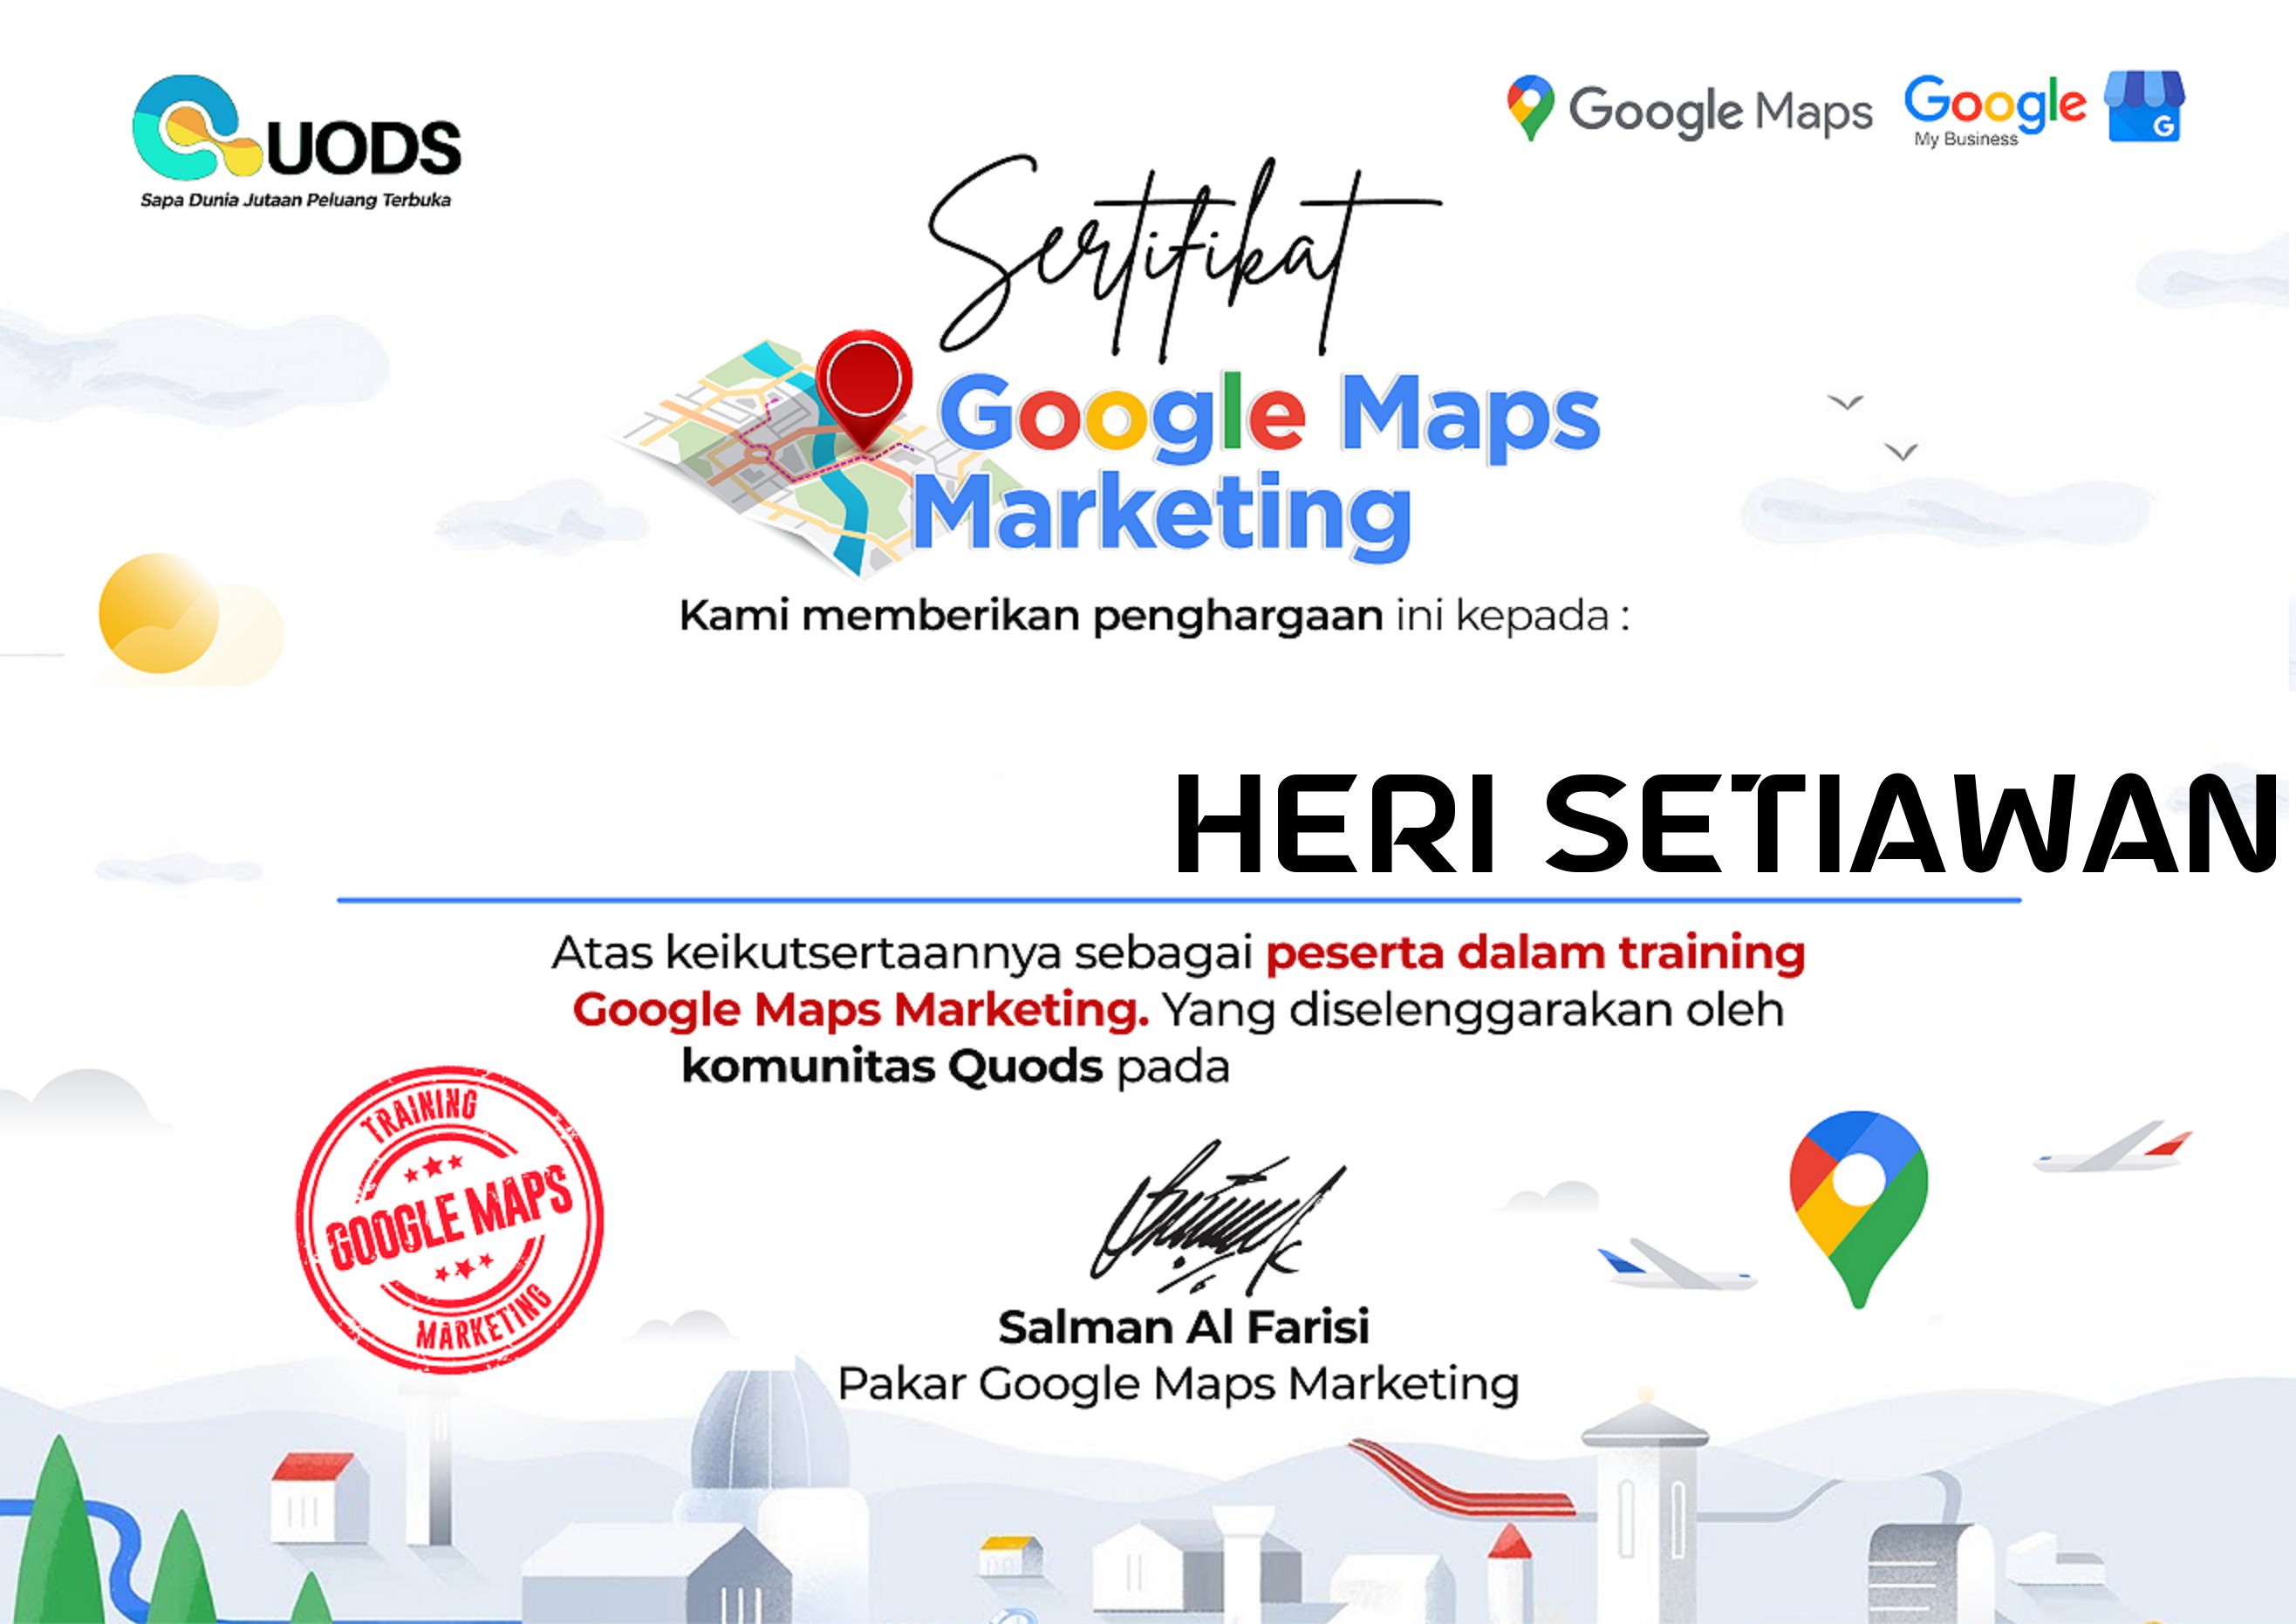 QUODS
Sapa Dunia Jutaan Peluang Terbuka
Google Maps
Google
My Business
G
Sertifikat
Google Maps
Marketing
Kami memberikan penghargaan ini kepada :
HERI SETIAWAN
Atas keikutsertaannya sebagai peserta dalam training
Google Maps Marketing. Yang diselenggarakan oleh
komunitas Quods pada
TRAINING
GOOGLE MAPS
MARKETING
Salman Al Farisi
Pakar Google Maps Marketing